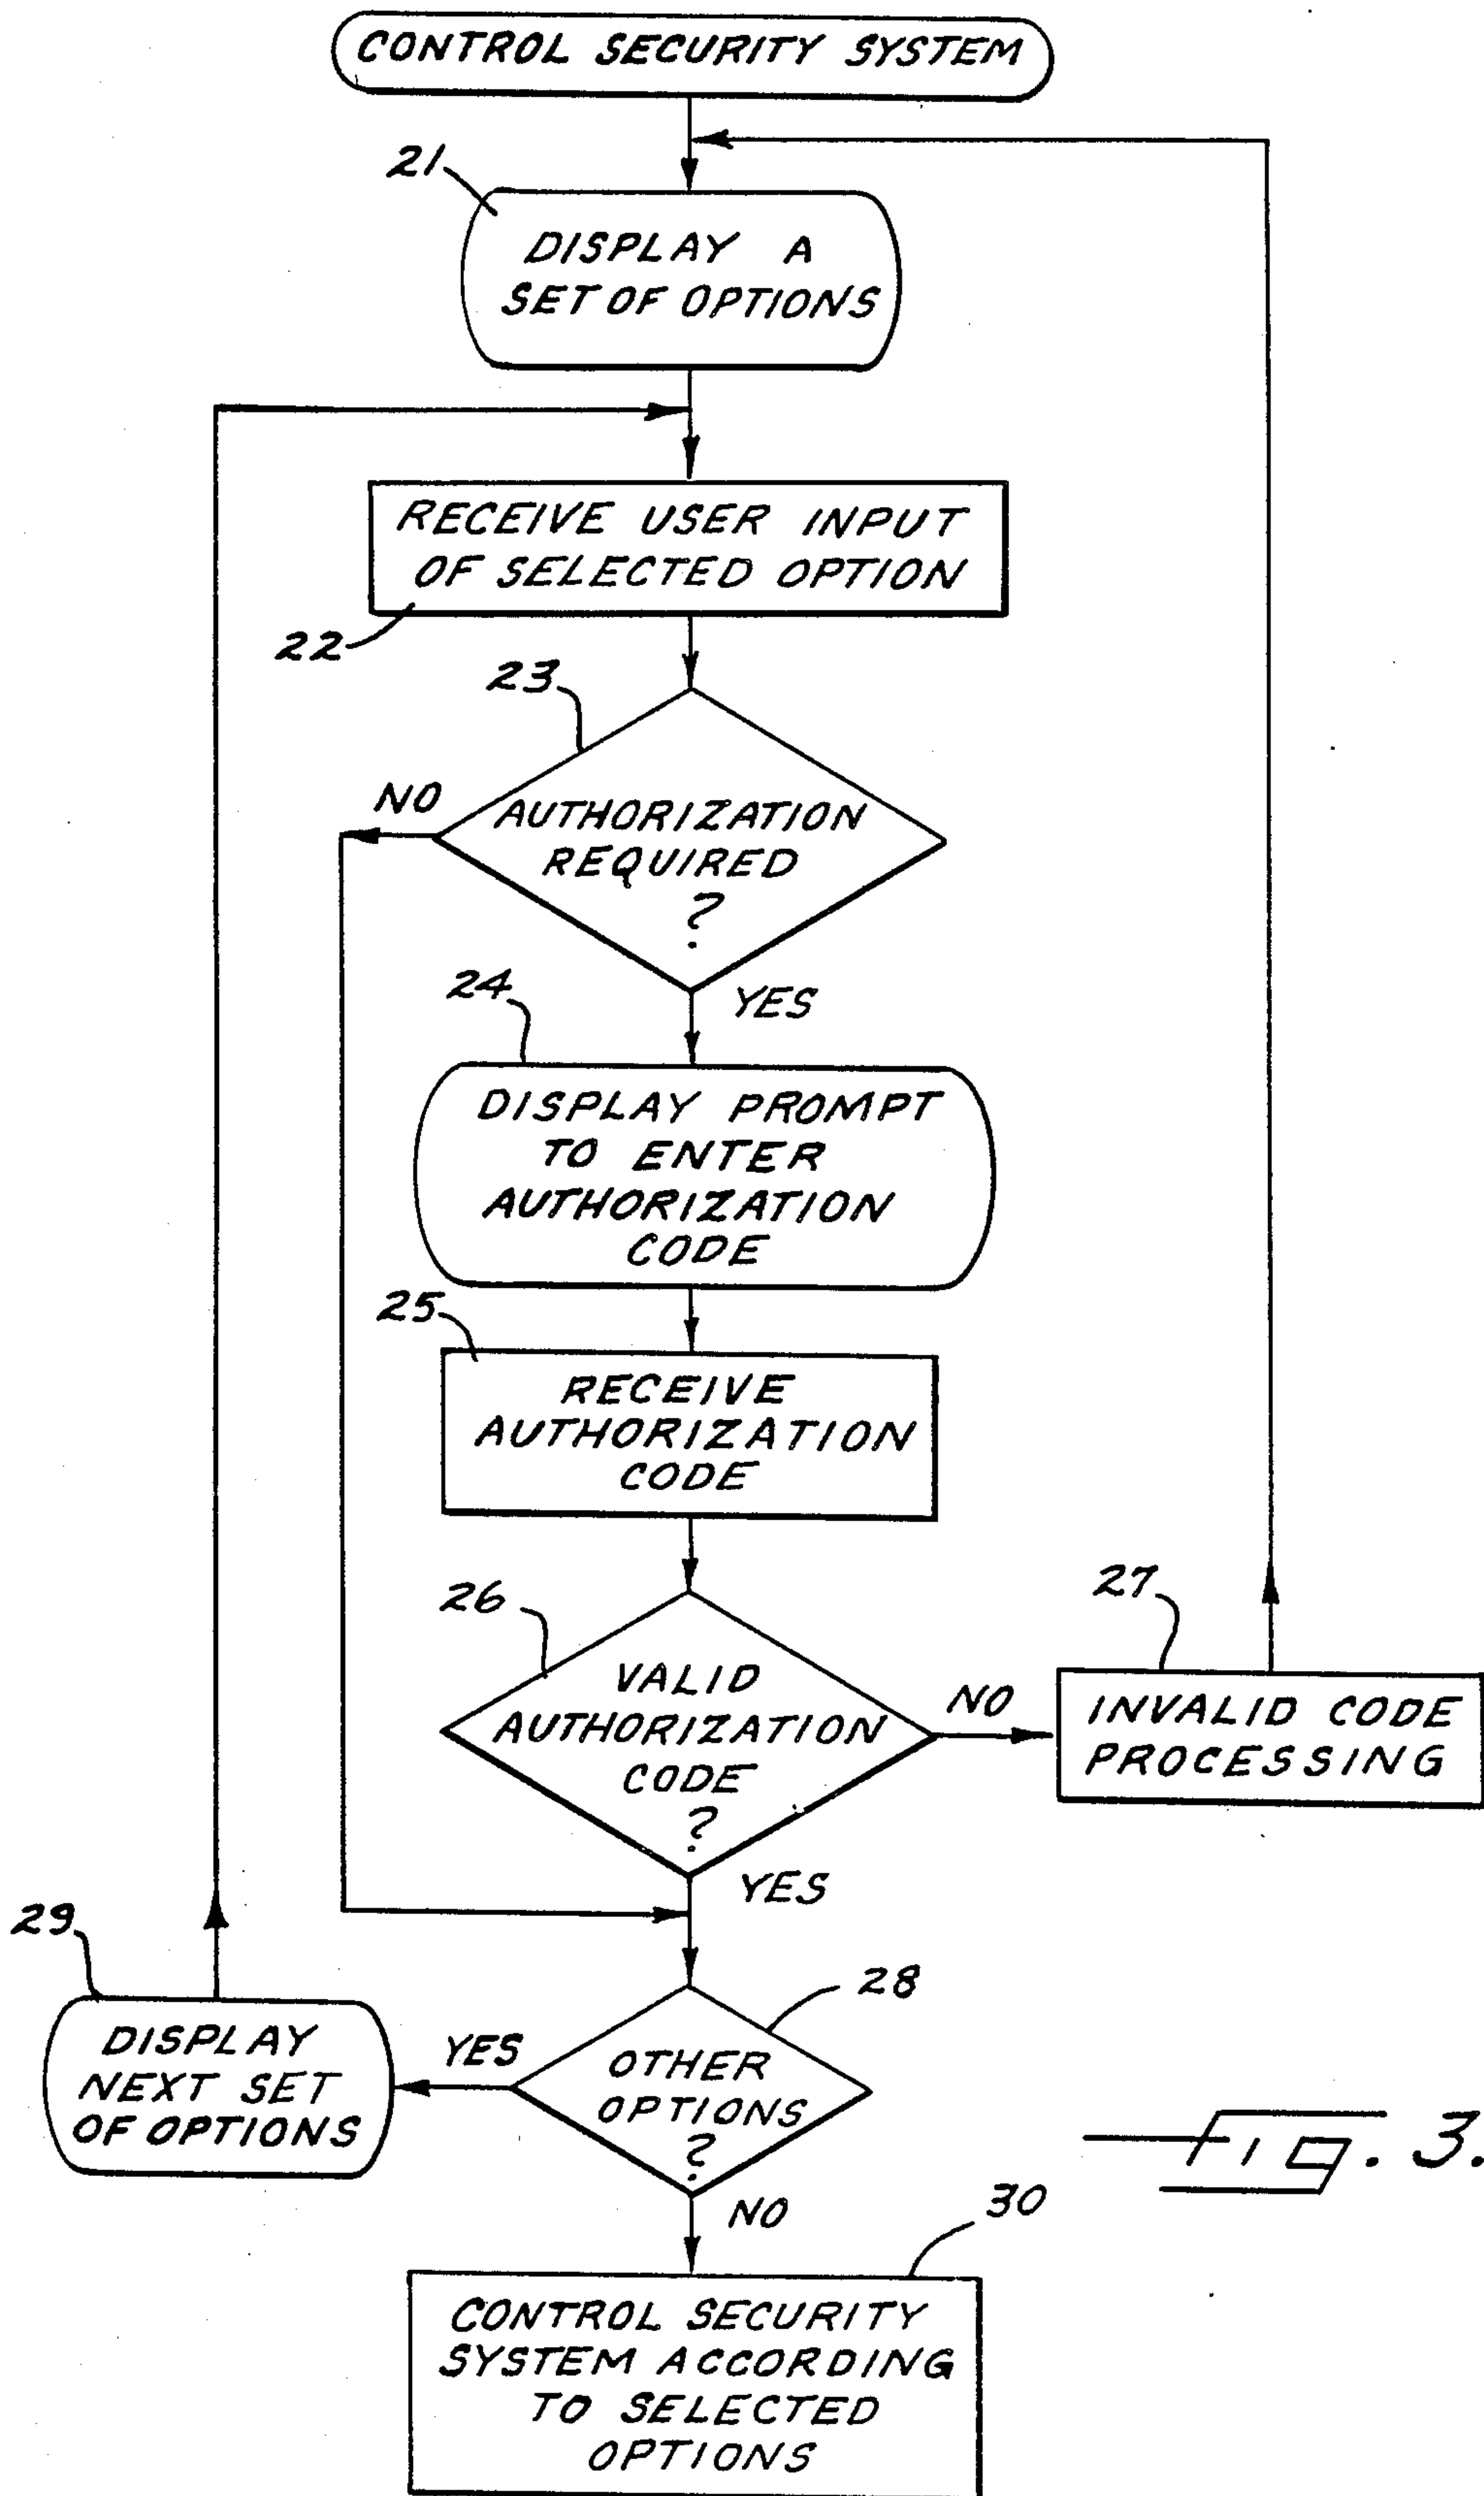 CONTROL SECURITY SYSTEM
21
DISPLAY A
SET OF OPTIONS
RECEIVE USER INPUT
OF SELECTED OPTION
22
23
NO
AUTHORIZATION
REQUIRED
?
YES
24
DISPLAY PROMPT
TO ENTER
AUTHORIZATION
CODE
25
RECEIVE
AUTHORIZATION
CODE
26
VALID
AUTHORIZATION
CODE
?
NO
27
INVALID CODE
PROCESSING
YES
28
29
DISPLAY
NEXT SET
OF OPTIONS
YES
OTHER
OPTIONS
?
NO
FIG. 3.
30
CONTROL SECURITY
SYSTEM ACCORDING
TO SELECTED
OPTIONS